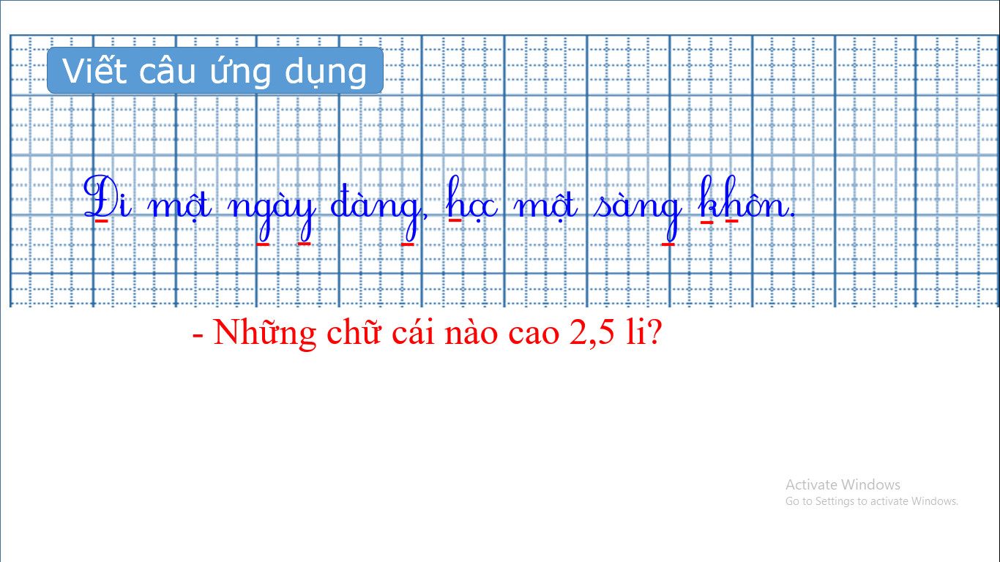 Viết câu ứng dụng
Đi một ngày đàng, học một sàng khôn.
- Những chữ cái nào cao 2,5 li?
Activate Windows
Go to Settings to activate Windows.